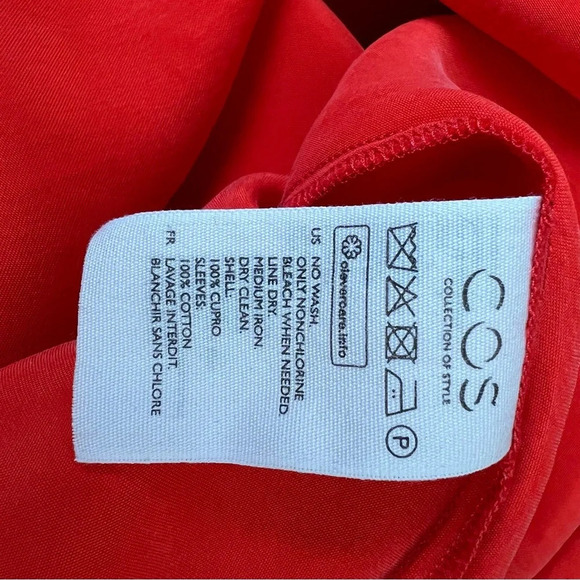 COS
COLLECTION OF STYLE
P
clevercare.info
US NO WASH.
ONLY NONCHLORINE
BLEACH WHEN NEEDED.
LINE DRY.
MEDIUM IRON.
DRY CLEAN.
SHELL:
100% CUPRO
SLEEVES:
100% COTTON
FR LAVAGE INTERDIT.
BLANCHIR SANS CHLORE